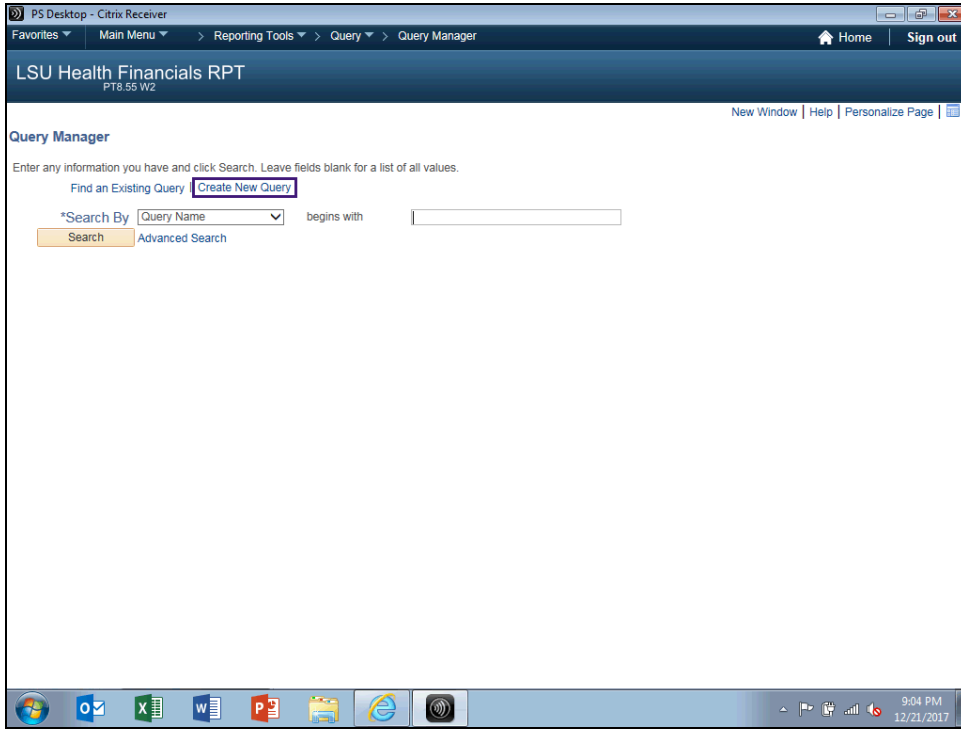 PS Desktop - Citrix Receiver
Favorites Main Menu > Reporting Tools > Query > Query Manager Home Sign out
LSU Health Financials RPT
PT8.55 W2
New Window | Help | Personalize Page |
Query Manager
Enter any information you have and click Search. Leave fields blank for a list of all values.
Find an Existing Query | Create New Query
*Search By Query Name begins with
Search Advanced Search
9:04 PM
12/21/2017